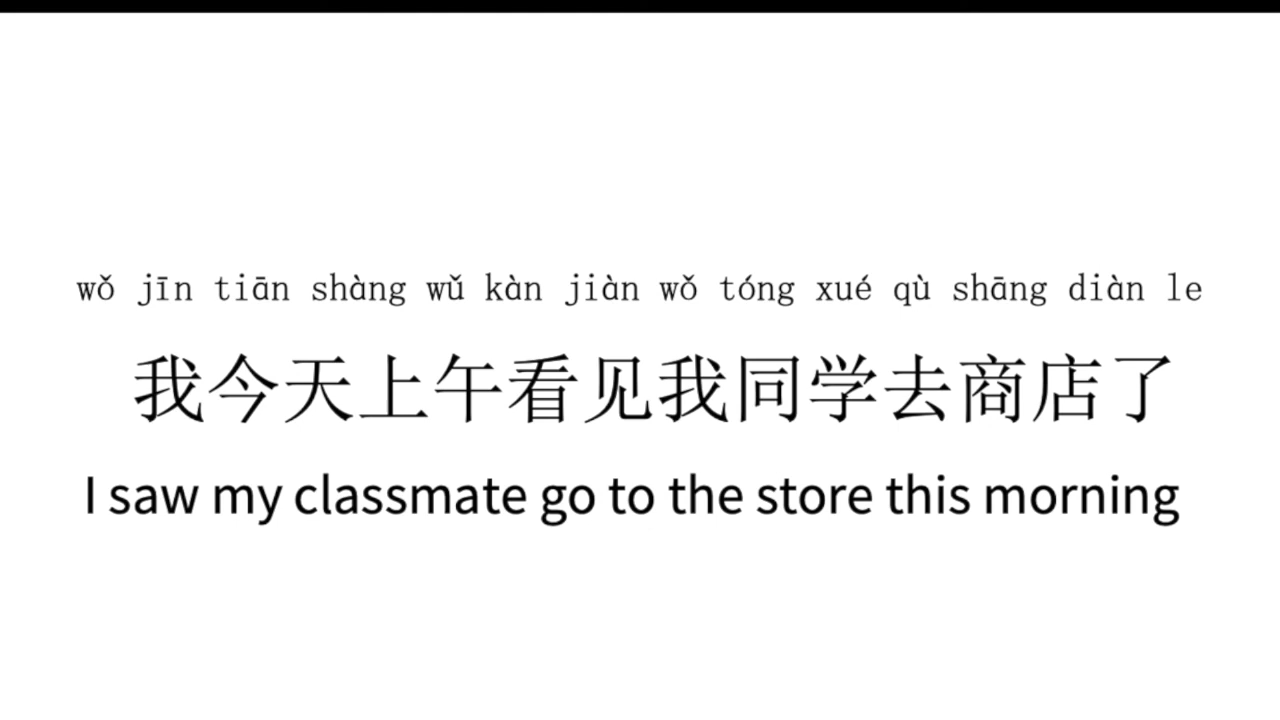 wǒ jīn tiān shàng wǔ kàn jiàn wǒ tóng xué qù shāng diàn le
我今天上午看见我同学去商店了
I saw my classmate go to the store this morning